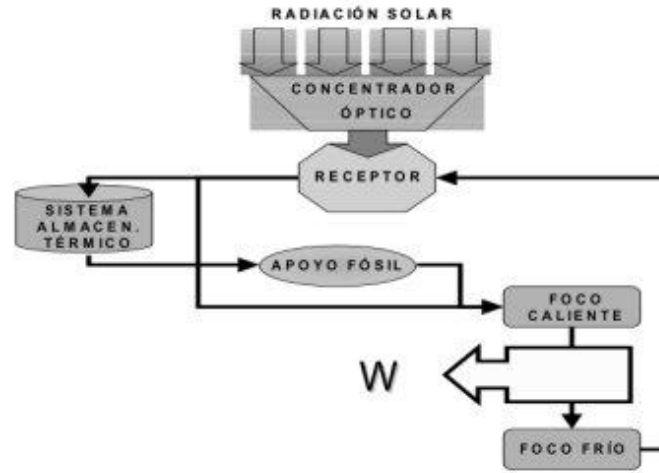 RADIACIÓN SOLAR
CONCENTRADOR
ÓPTICO
RECEPTOR
SISTEMA
ALMACEN.
TÉRMICO
APOYO FÓSIL
FOCO
CALIENTE
W
FOCO FRÍO